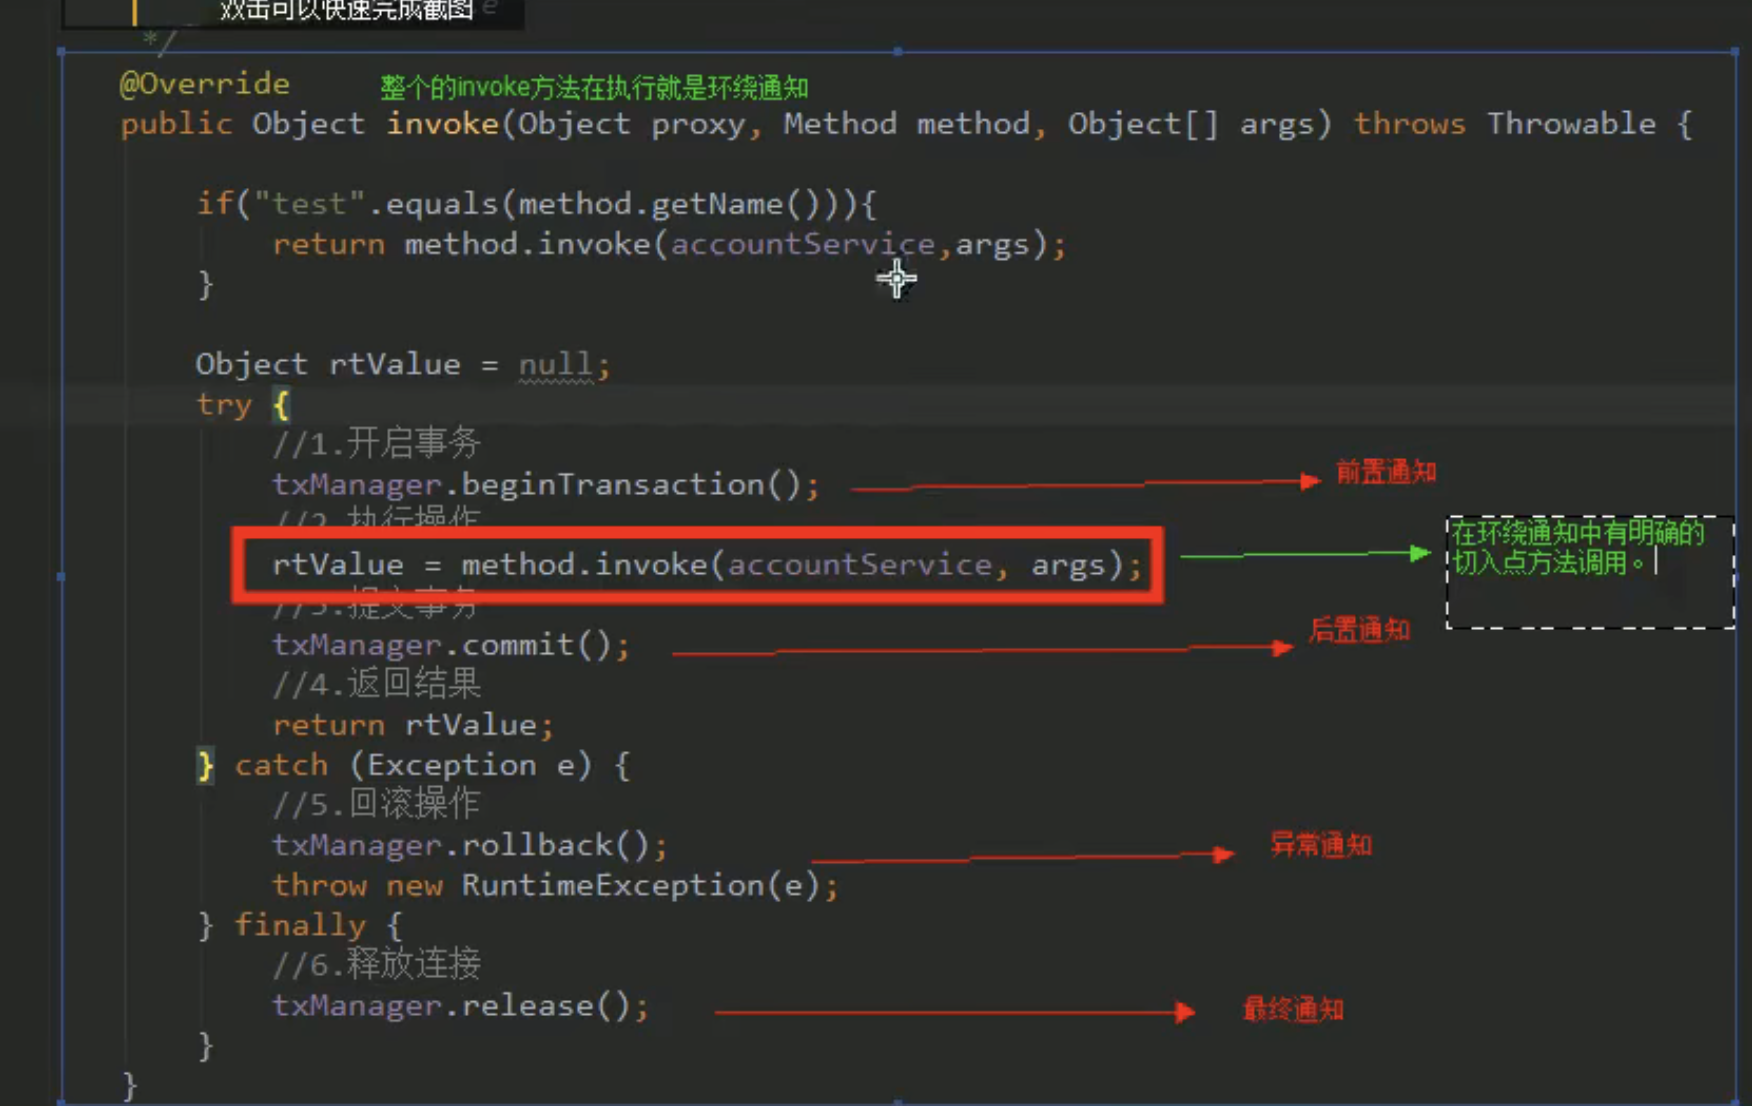 双击可以快速完成截图 e
*/
@Override 整个的invoke方法在执行就是环绕通知
public Object invoke(Object proxy, Method method, Object[] args) throws Throwable {
if("test".equals(method.getName())){
return method.invoke(accountService,args);
}
Object rtValue = null;
try {
//1.开启事务
txManager.beginTransaction(); 前置通知
//2.执行操作
rtValue = method.invoke(accountService, args); 在环绕通知中有明确的
切入点方法调用。
//3.提交事务
txManager.commit(); 后置通知
//4.返回结果
return rtValue;
} catch (Exception e) {
//5.回滚操作
txManager.rollback(); 异常通知
throw new RuntimeException(e);
} finally {
//6.释放连接
txManager.release(); 最终通知
}
}